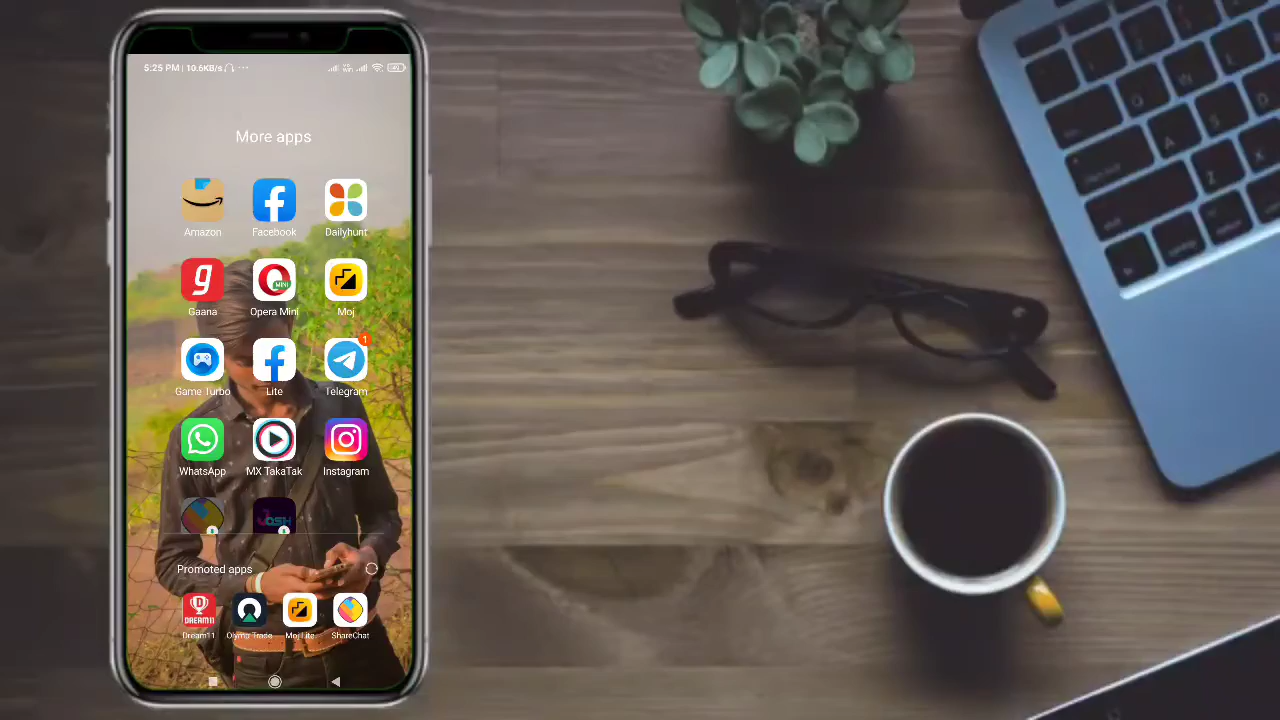 5:25 PM | 10.6KB/s
More apps
Amazon Facebook Dailyhunt
Gaana Opera Mini Moj
Game Turbo Lite Telegram
WhatsApp MX TakaTak Instagram
Promoted apps
Dream11 Olymp Trade Moj Lite ShareChat